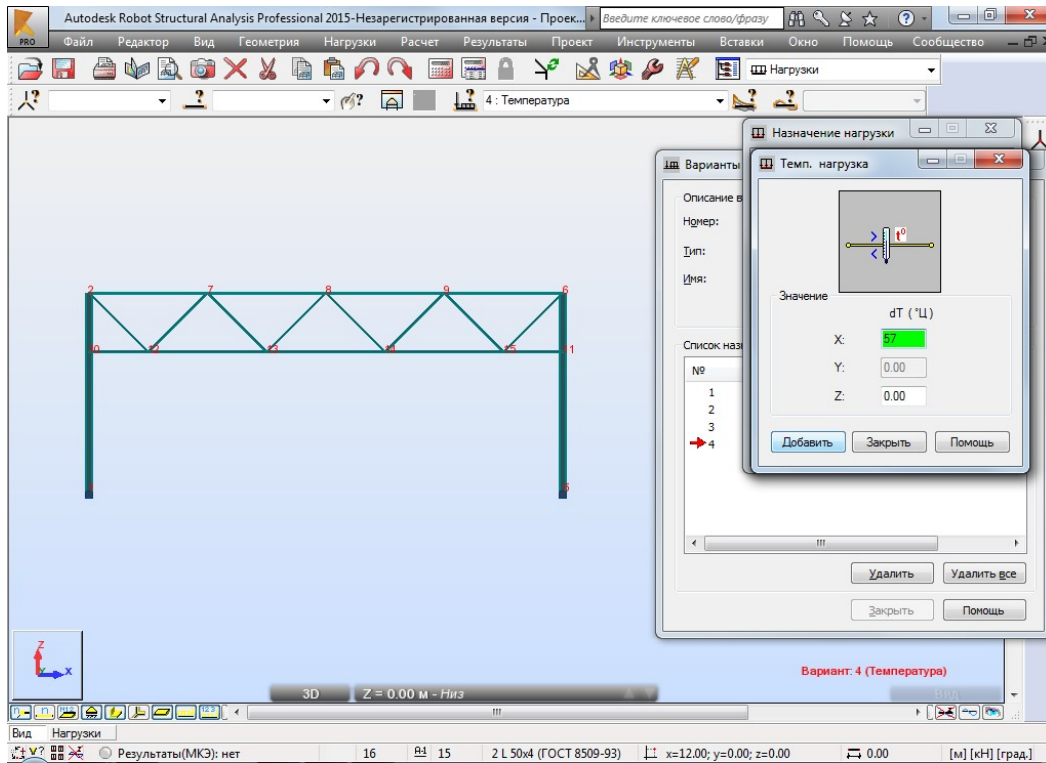 Autodesk Robot Structural Analysis Professional 2015-Незарегистрированная версия - Проек...
Введите ключевое слово/фразу
PRO
Файл Редактор Вид Геометрия Нагрузки Расчет Результаты Проект Инструменты Вставки Окно Помощь Сообщество
Нагрузки
4 : Температура
Назначение нагрузки
Варианты
Темп. нагрузка
Описание в
Номер:
Тип:
Имя:
t⁰
Значение
dT (°Ц)
X: 57
Y: 0.00
Z: 0.00
Список наз
№
1
2
3
4
Добавить Закрыть Помощь
2 7 8 9 6
12 13 14 15
Удалить Удалить все
Закрыть Помощь
Z
X
Вариант: 4 (Температура)
3D Z = 0.00 м - Низ
Вид
Вид Нагрузки
Результаты(МКЭ): нет 16 15 2 L 50x4 (ГОСТ 8509-93) x=12.00; y=0.00; z=0.00 0.00 [м] [кН] [град.]